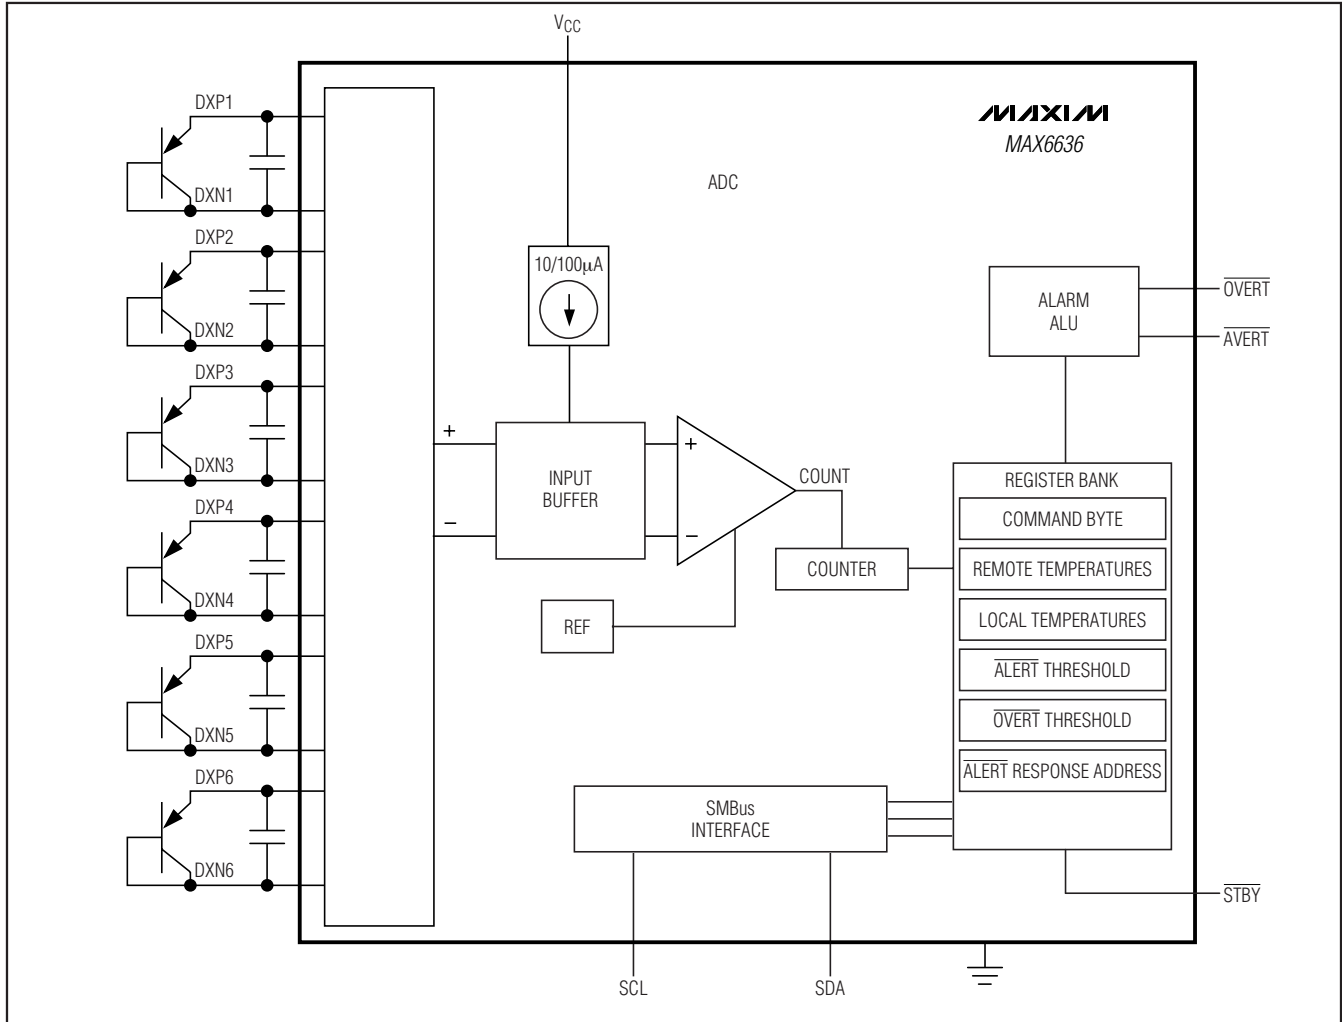 VCC
DXP1
DXN1
DXP2
DXN2
DXP3
DXN3
DXP4
DXN4
DXP5
DXN5
DXP6
DXN6
MAXIM
MAX6636
ADC
10/100µA
+
−
INPUT
BUFFER
+
−
COUNT
COUNTER
REF
ALARM
ALU
OVERT
AVERT
REGISTER BANK
COMMAND BYTE
REMOTE TEMPERATURES
LOCAL TEMPERATURES
ALERT THRESHOLD
OVERT THRESHOLD
ALERT RESPONSE ADDRESS
SMBus
INTERFACE
STBY
SCL
SDA